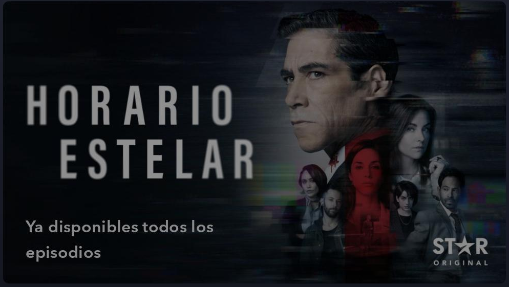 HORARIO
ESTELAR
Ya disponibles todos los
episodios
STAR
ORIGINAL